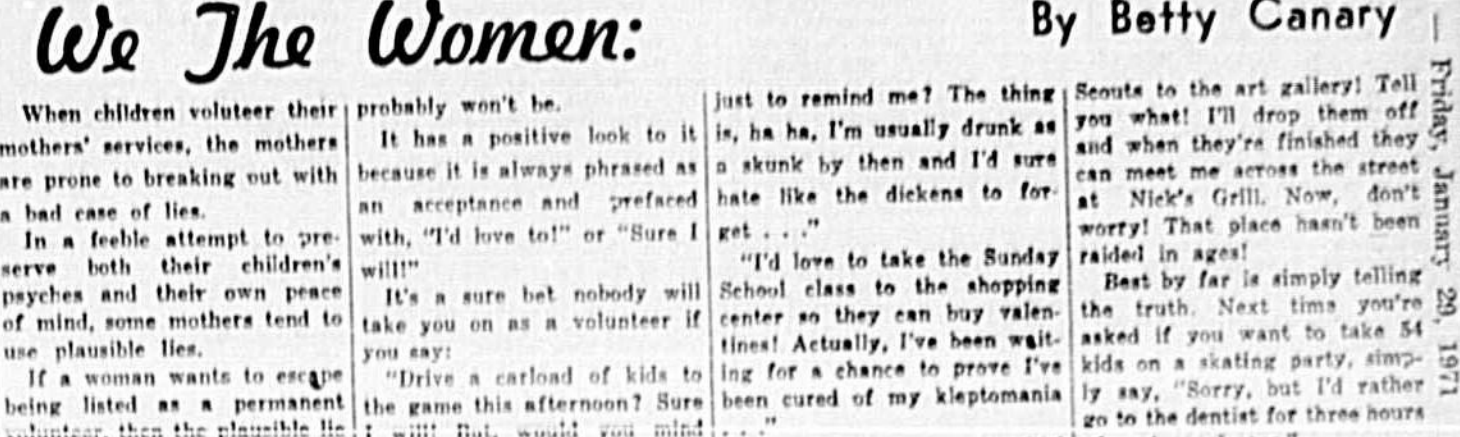 We The Women:
By Betty Canary
When children voluteer their
mothers' services, the mothers
are prone to breaking out with
a bad case of lies.
In a feeble attempt to pre-
serve both their children's
psyches and their own peace
of mind, some mothers tend to
use plausible lies.
If a woman wants to escape
being listed as a permanent
volunteer, then the plausible lie
probably won't be.
It has a positive look to it
because it is always phrased as
an acceptance and prefaced
with, "I'd love to!" or "Sure I
will!"
It's a sure bet nobody will
take you on as a volunteer if
you say:
"Drive a carload of kids to
the game this afternoon? Sure
I will! But, would you mind
just to remind me? The thing
is, ha ha, I'm usually drunk as
a skunk by then and I'd sure
hate like the dickens to for-
get . . ."
"I'd love to take the Sunday
School class to the shopping
center so they can buy valen-
tines! Actually, I've been wait-
ing for a chance to prove I've
been cured of my kleptomania
. . ."
Scouts to the art gallery! Tell
you what! I'll drop them off
and when they're finished they
can meet me across the street
at Nick's Grill. Now, don't
worry! That place hasn't been
raided in ages!
Best by far is simply telling
the truth. Next time you're
asked if you want to take 54
kids on a skating party, simp-
ly say, "Sorry, but I'd rather
go to the dentist for three hours
— Friday, January 29, 1971